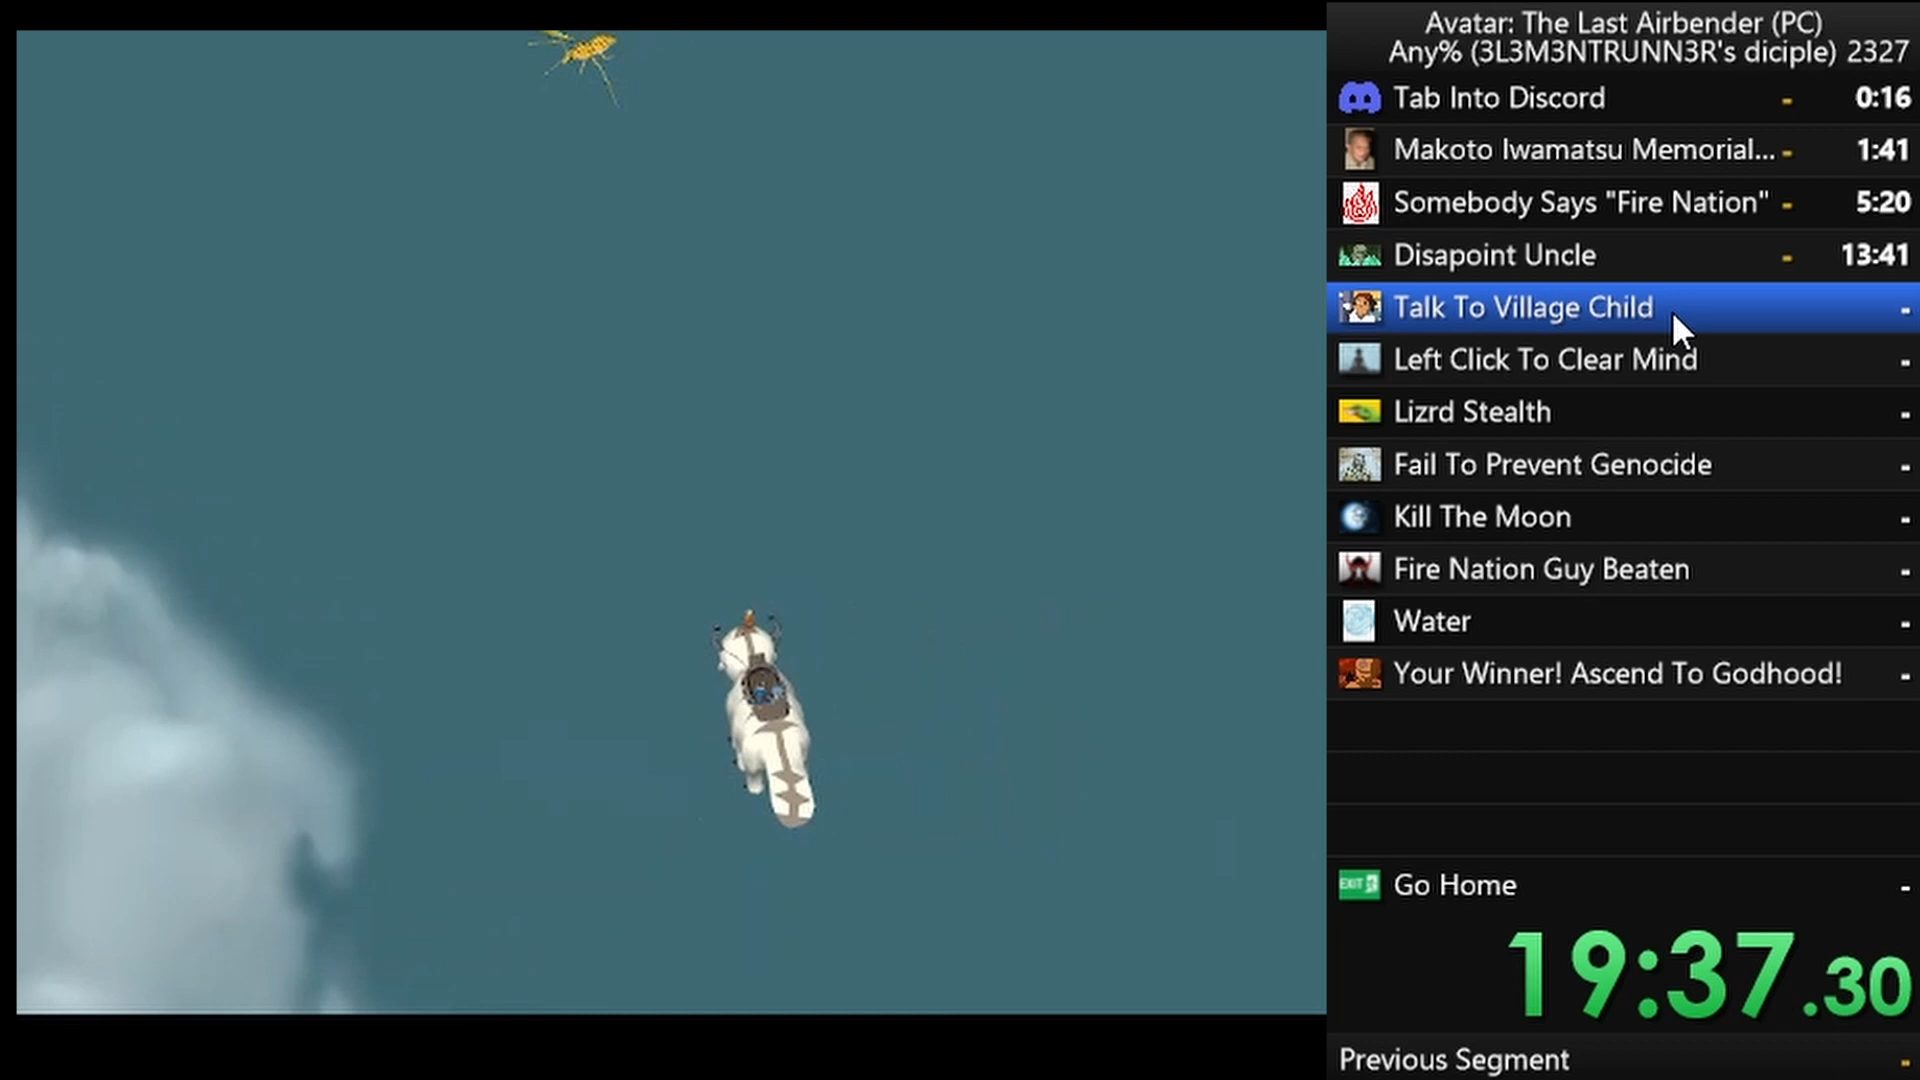 Avatar: The Last Airbender (PC)
Any% (3L3M3NTRUNN3R's diciple) 2327
Tab Into Discord - 0:16
Makoto Iwamatsu Memorial... - 1:41
Somebody Says "Fire Nation" - 5:20
Disapoint Uncle - 13:41
Talk To Village Child -
Left Click To Clear Mind -
Lizrd Stealth -
Fail To Prevent Genocide -
Kill The Moon -
Fire Nation Guy Beaten -
Water -
Your Winner! Ascend To Godhood! -
EXIT Go Home -
19:37.30
Previous Segment -